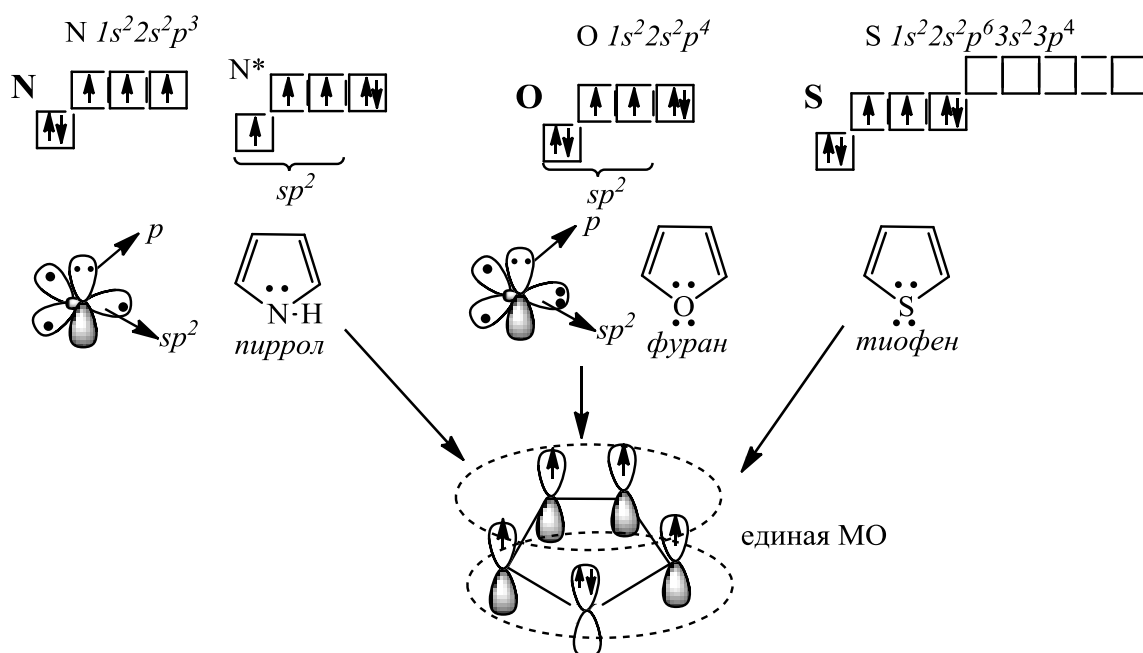 N 1s²2s²p³
O 1s²2s²p⁴
S 1s²2s²p⁶3s²3p⁴
N
N*
O
S
sp²
sp²
p
sp²
N·H
пиррол
p
sp²
O
фуран
S
тиофен
единая МО